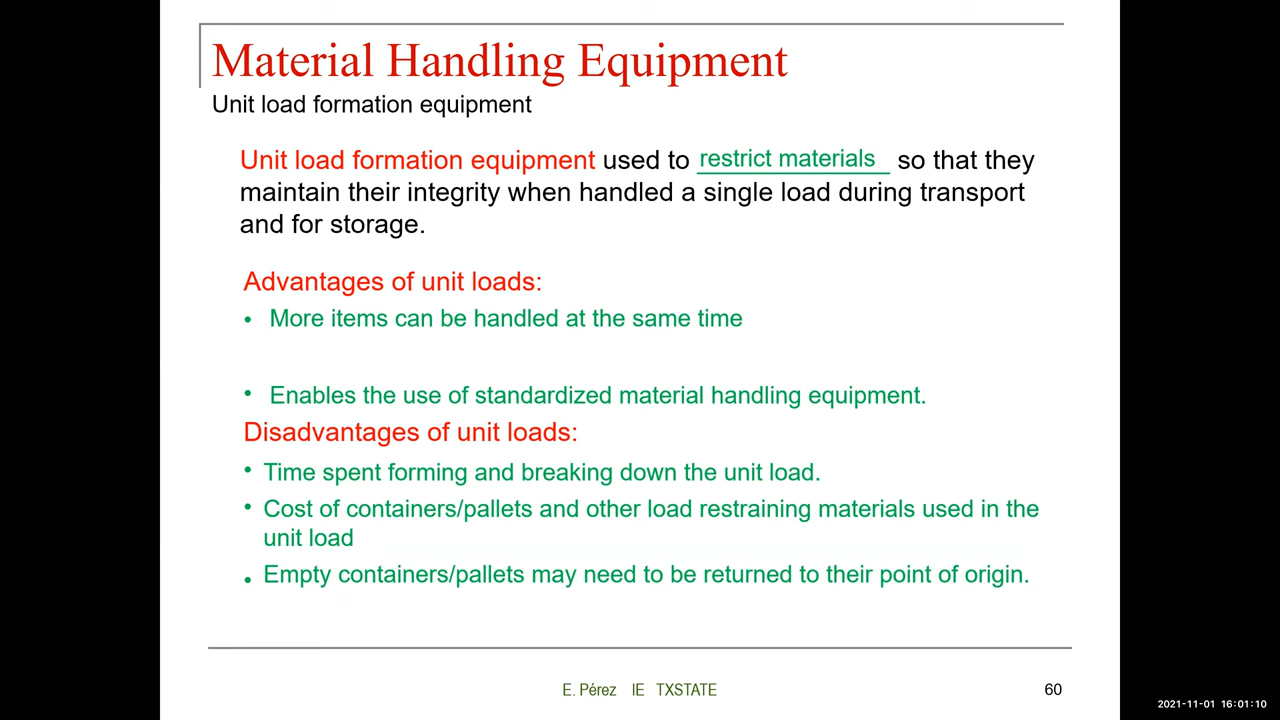 Material Handling Equipment
Unit load formation equipment
Unit load formation equipment used to restrict materials so that they
maintain their integrity when handled a single load during transport
and for storage.
Advantages of unit loads:
• More items can be handled at the same time
• Enables the use of standardized material handling equipment.
Disadvantages of unit loads:
• Time spent forming and breaking down the unit load.
• Cost of containers/pallets and other load restraining materials used in the
unit load
• Empty containers/pallets may need to be returned to their point of origin.
E. Pérez IE TXSTATE
60
2021-11-01 16:01:10